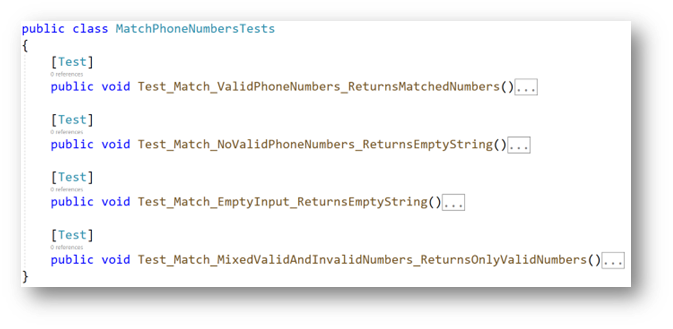 public class MatchPhoneNumbersTests
{
[Test]
0 references
public void Test_Match_ValidPhoneNumbers_ReturnsMatchedNumbers()...
[Test]
0 references
public void Test_Match_NoValidPhoneNumbers_ReturnsEmptyString()...
[Test]
0 references
public void Test_Match_EmptyInput_ReturnsEmptyString()...
[Test]
0 references
public void Test_Match_MixedValidAndInvalidNumbers_ReturnsOnlyValidNumbers()...
}